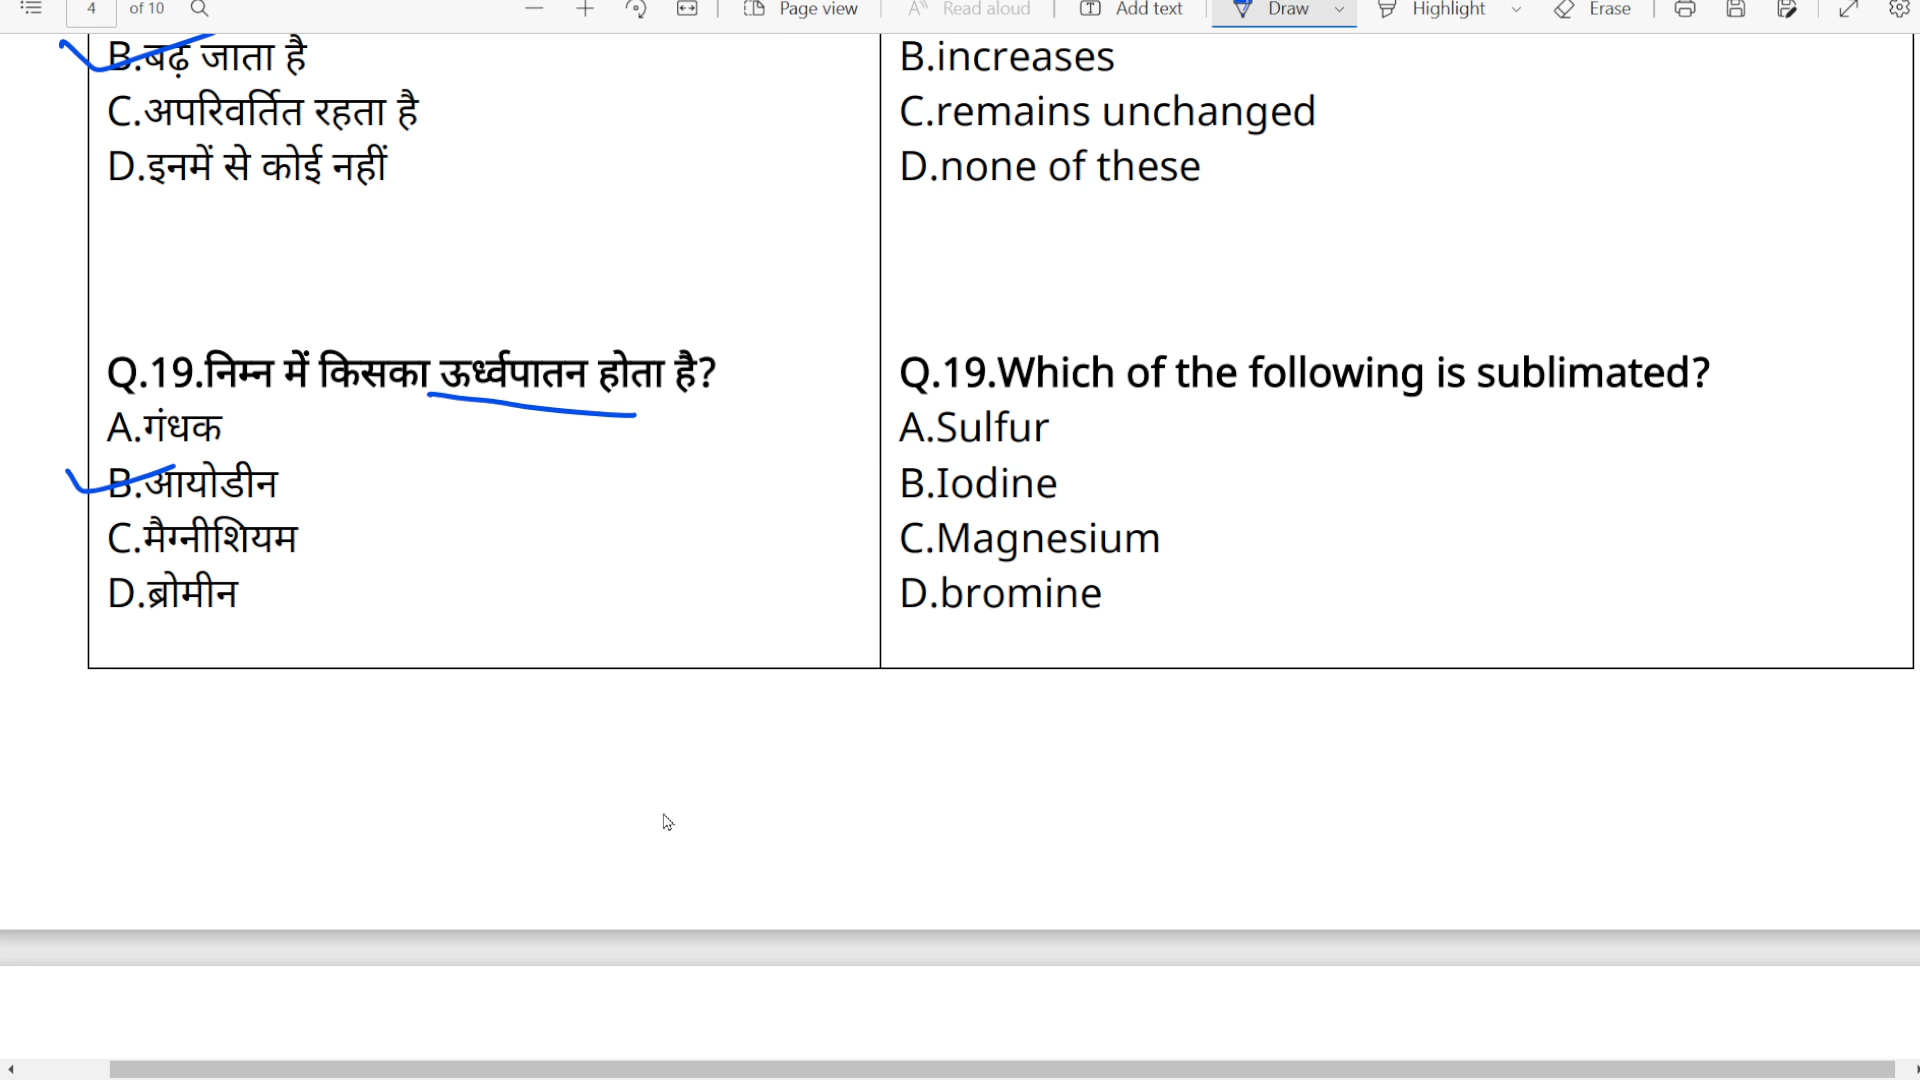 4 of 10 Page view Read aloud Add text Draw Highlight Erase
B.बढ़ जाता है
C.अपरिवर्तित रहता है
D.इनमें से कोई नहीं
Q.19.निम्न में किसका ऊर्ध्वपातन होता है?
A.गंधक
B.आयोडीन
C.मैग्नीशियम
D.ब्रोमीन
B.increases
C.remains unchanged
D.none of these
Q.19.Which of the following is sublimated?
A.Sulfur
B.Iodine
C.Magnesium
D.bromine